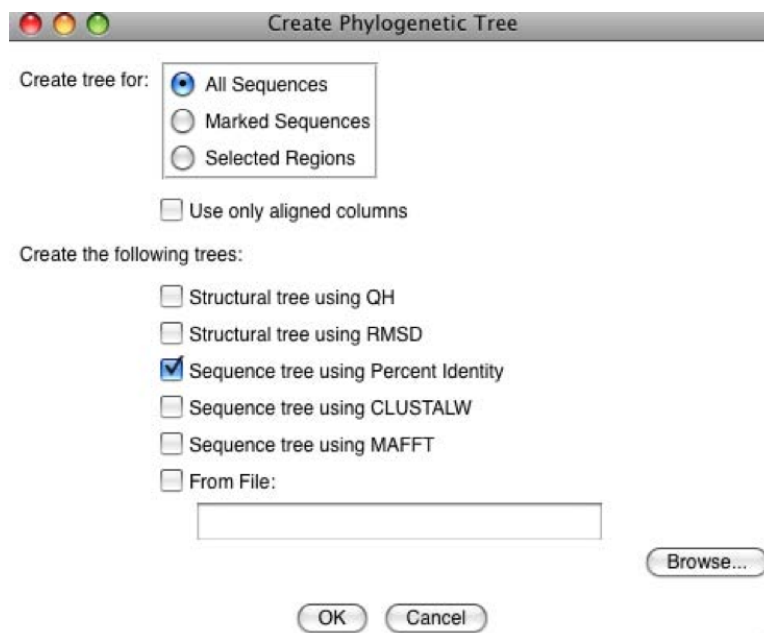 Create Phylogenetic Tree
Create tree for:
All Sequences
Marked Sequences
Selected Regions
Use only aligned columns
Create the following trees:
Structural tree using QH
Structural tree using RMSD
Sequence tree using Percent Identity
Sequence tree using CLUSTALW
Sequence tree using MAFFT
From File:
Browse...
OK Cancel